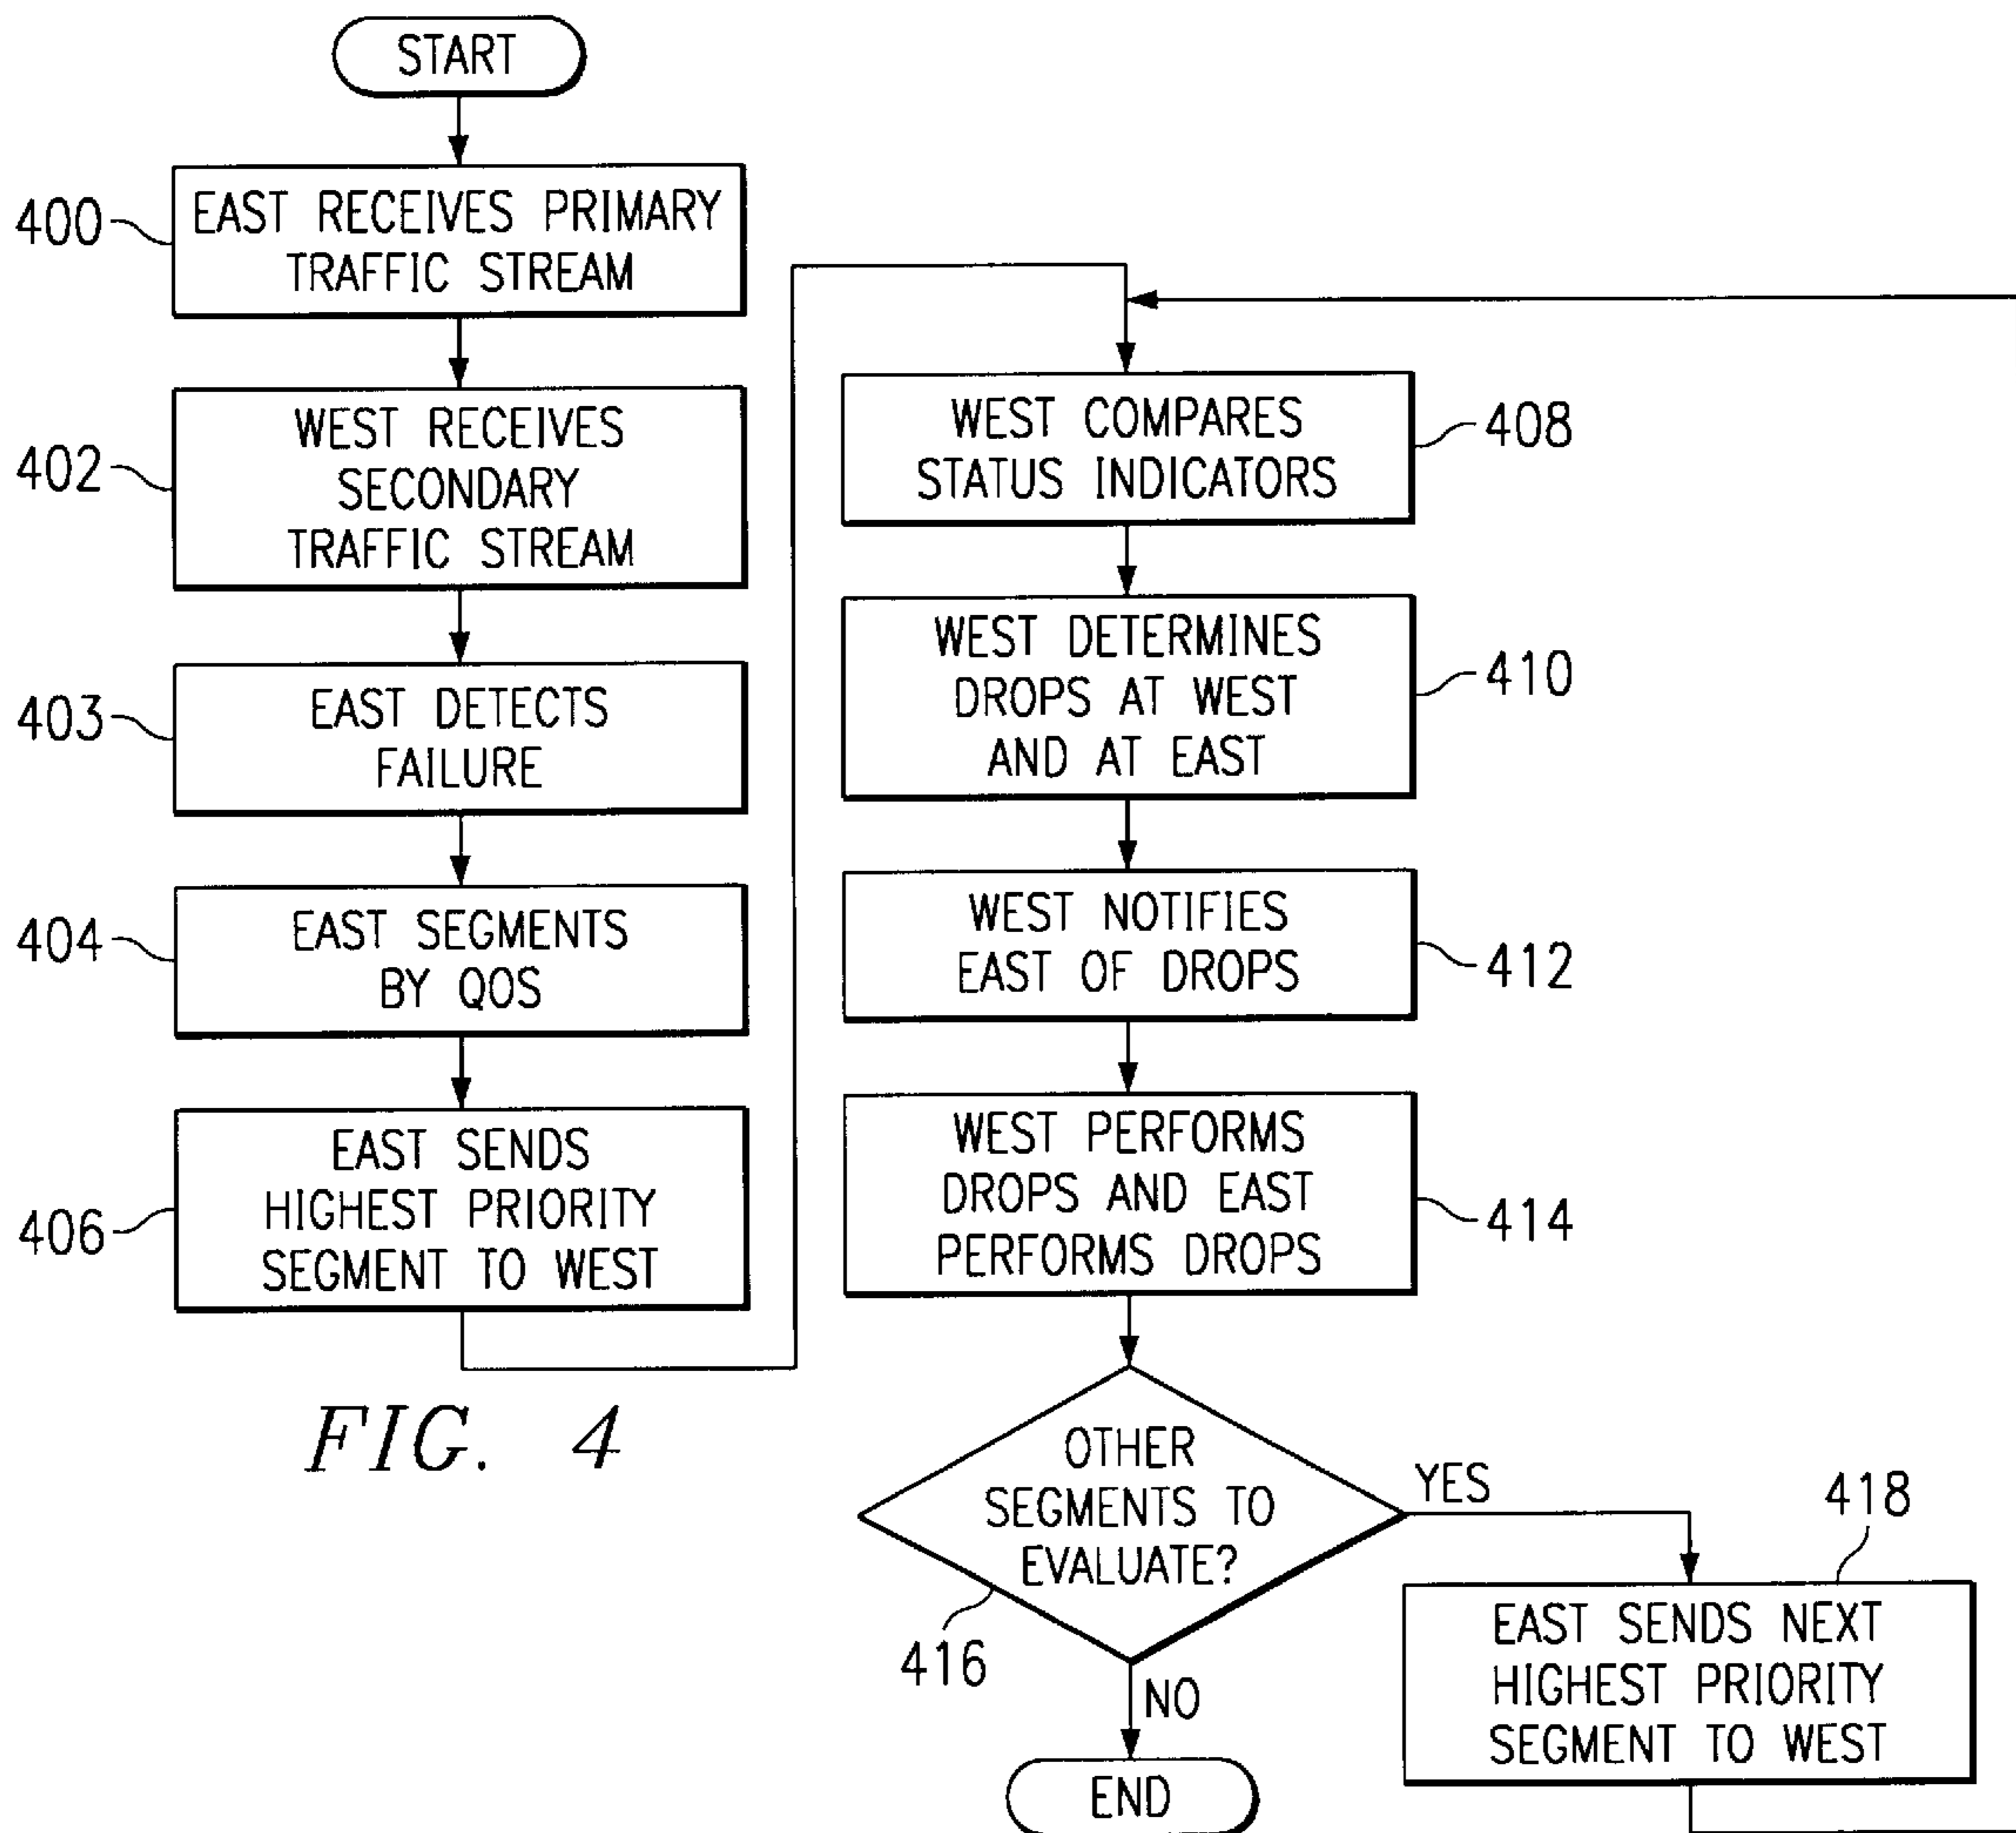 START
400
EAST RECEIVES PRIMARY
TRAFFIC STREAM
402
WEST RECEIVES
SECONDARY
TRAFFIC STREAM
403
EAST DETECTS
FAILURE
404
EAST SEGMENTS
BY QOS
406
EAST SENDS
HIGHEST PRIORITY
SEGMENT TO WEST
FIG. 4
WEST COMPARES
STATUS INDICATORS
408
WEST DETERMINES
DROPS AT WEST
AND AT EAST
410
WEST NOTIFIES
EAST OF DROPS
412
WEST PERFORMS
DROPS AND EAST
PERFORMS DROPS
414
OTHER
SEGMENTS TO
EVALUATE?
416
YES
NO
418
EAST SENDS NEXT
HIGHEST PRIORITY
SEGMENT TO WEST
END